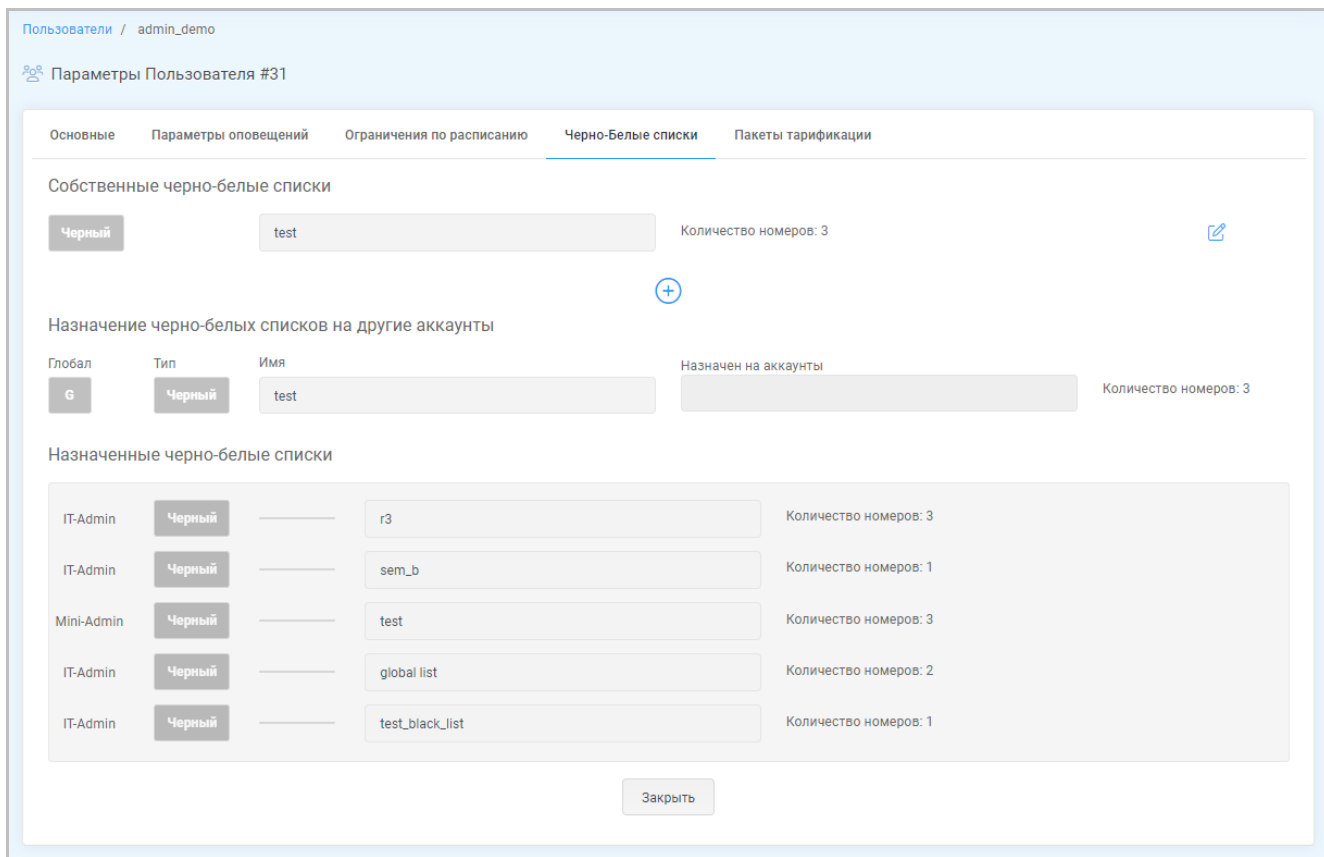 Пользователи / admin_demo
Параметры Пользователя #31
Основные Параметры оповещений Ограничения по расписанию Черно-Белые списки Пакеты тарификации
Собственные черно-белые списки
Черный test Количество номеров: 3
Назначение черно-белых списков на другие аккаунты
Глобал Тип Имя Назначен на аккаунты
G Черный test Количество номеров: 3
Назначенные черно-белые списки
IT-Admin Черный r3 Количество номеров: 3
IT-Admin Черный sem_b Количество номеров: 1
Mini-Admin Черный test Количество номеров: 3
IT-Admin Черный global list Количество номеров: 2
IT-Admin Черный test_black_list Количество номеров: 1
Закрыть